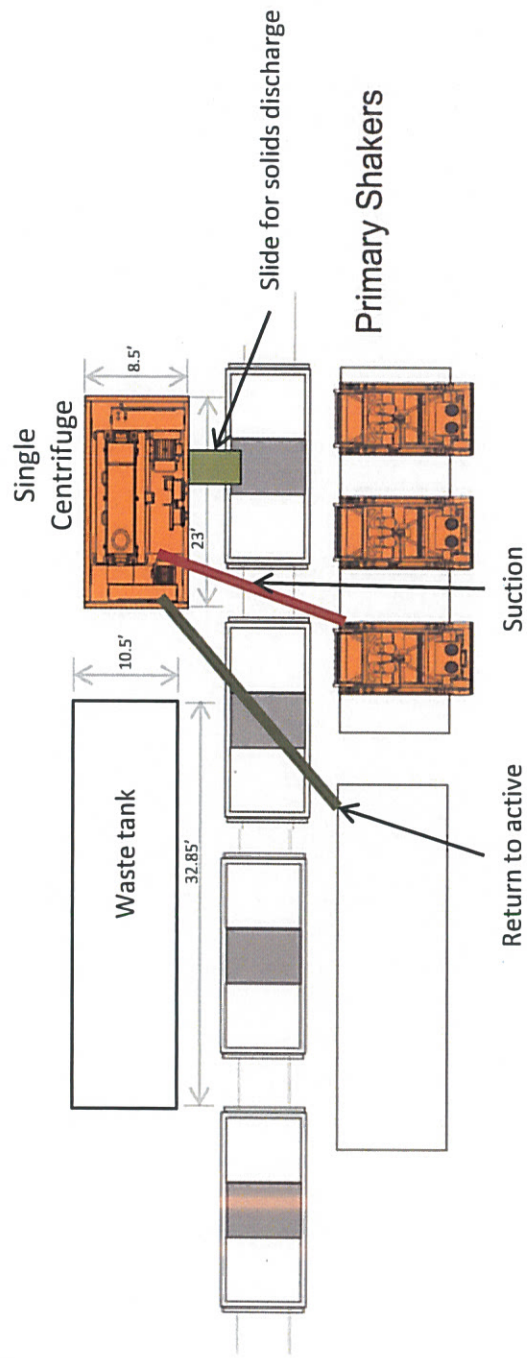 Single
Centrifuge
8.5'
23'
10.5'
Waste tank
32.85'
Slide for solids discharge
Primary Shakers
Suction
Return to active